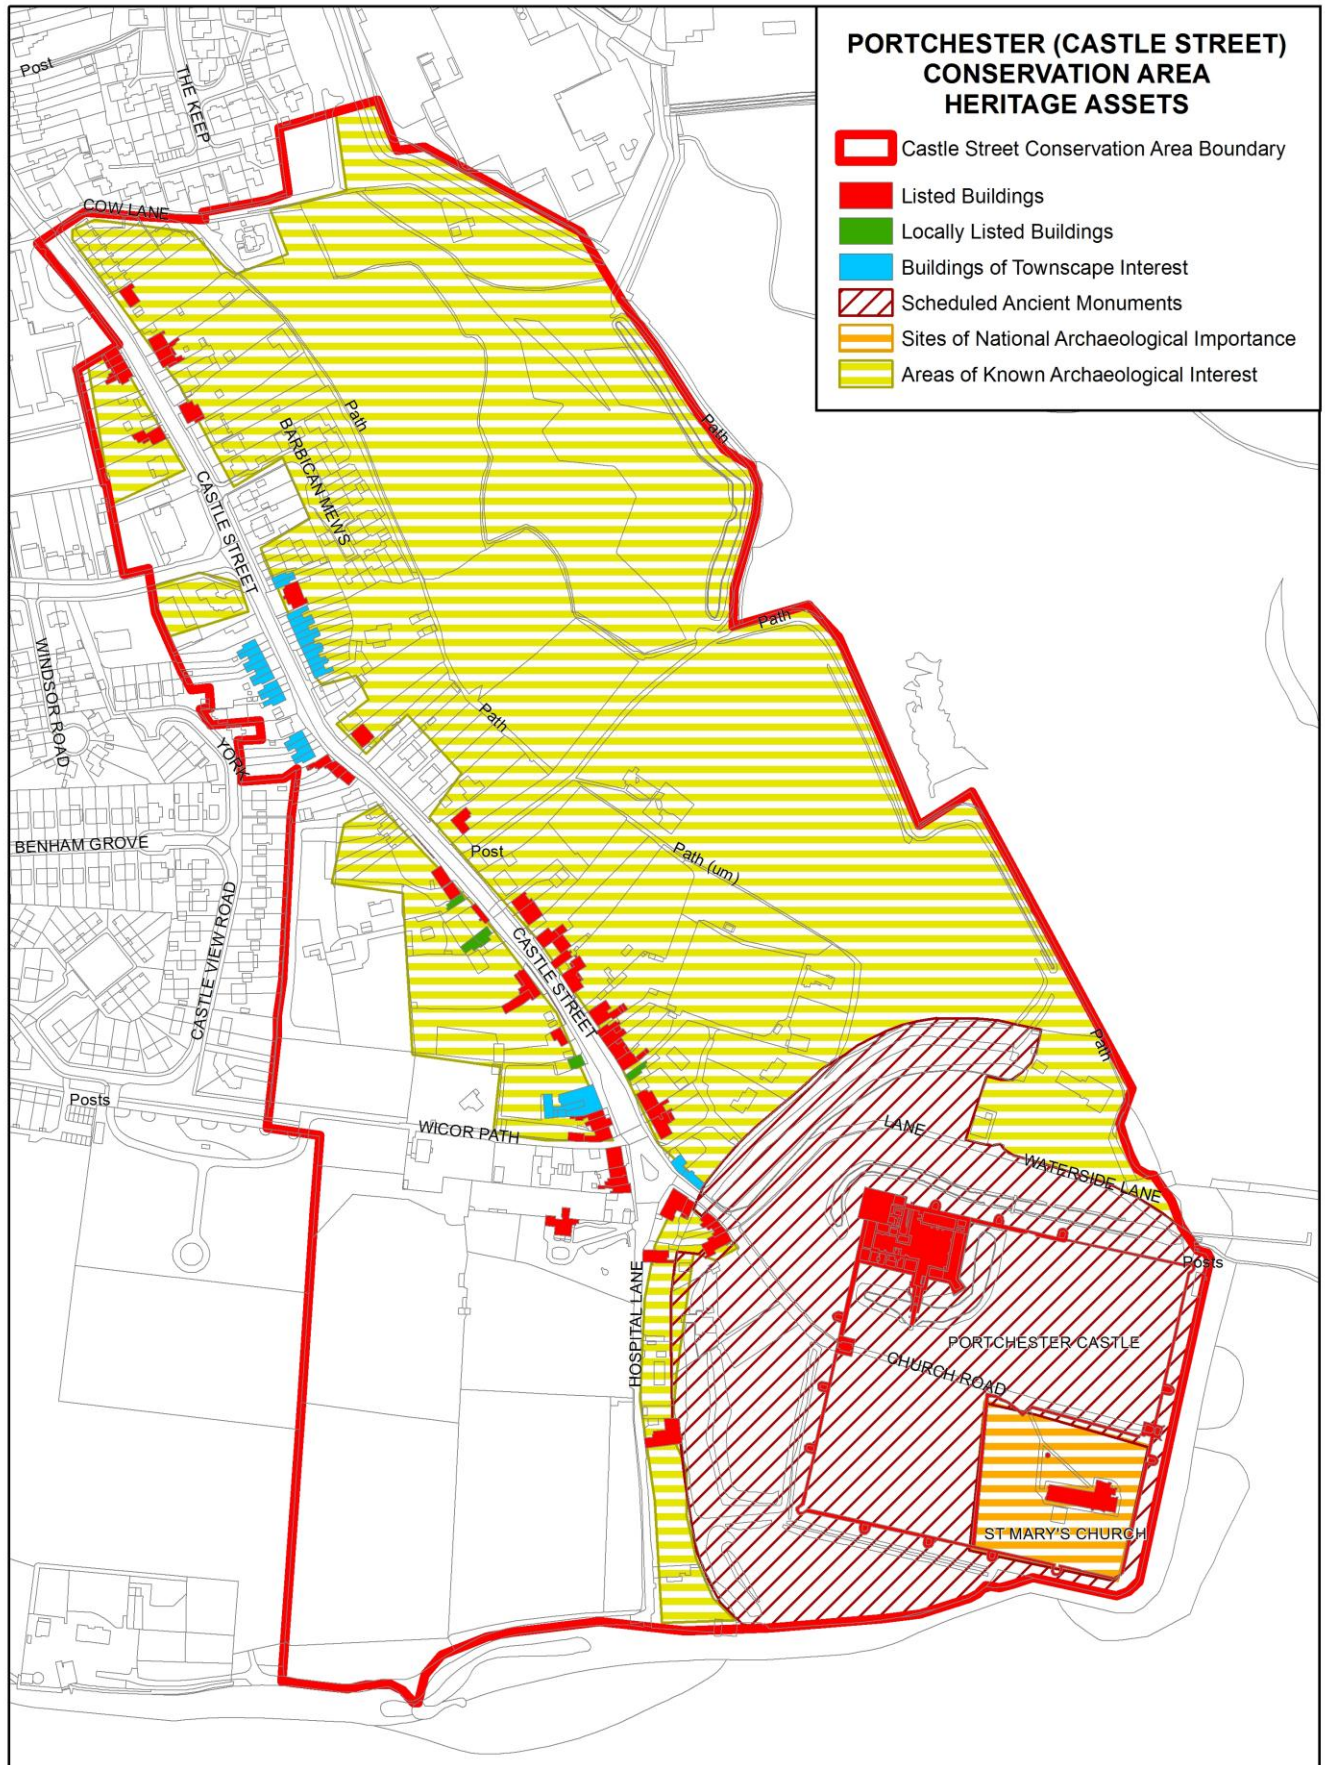 PORTCHESTER (CASTLE STREET)
CONSERVATION AREA
HERITAGE ASSETS
Castle Street Conservation Area Boundary
Listed Buildings
Locally Listed Buildings
Buildings of Townscape Interest
Scheduled Ancient Monuments
Sites of National Archaeological Importance
Areas of Known Archaeological Interest
Post
THE KEEP
COW LANE
Path
Path
BARBICAN MEWS
CASTLE STREET
Path
WINDSOR ROAD
Path
YORK
BENHAM GROVE
Post
Path (um)
CASTLE VIEW ROAD
CASTLE STREET
Path
Posts
WICOR PATH
LANE
WATERSIDE LANE
Posts
HOSPITAL LANE
PORTCHESTER CASTLE
CHURCH ROAD
ST MARY'S CHURCH